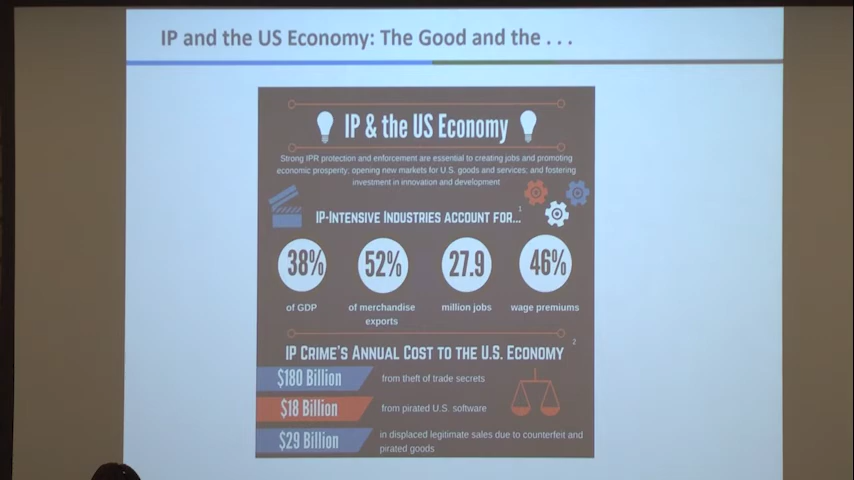 IP and the US Economy: The Good and the . . .
IP & the US Economy
Strong IPR protection and enforcement are essential to creating jobs and promoting
economic prosperity; opening new markets for U.S. goods and services; and fostering
investment in innovation and development
IP-Intensive Industries Account for... 1
38%
of GDP
52%
of merchandise
exports
27.9
million jobs
46%
wage premiums
IP Crime's Annual Cost to the U.S. Economy 2
$180 Billion from theft of trade secrets
$18 Billion from pirated U.S. software
$29 Billion in displaced legitimate sales due to counterfeit and
pirated goods